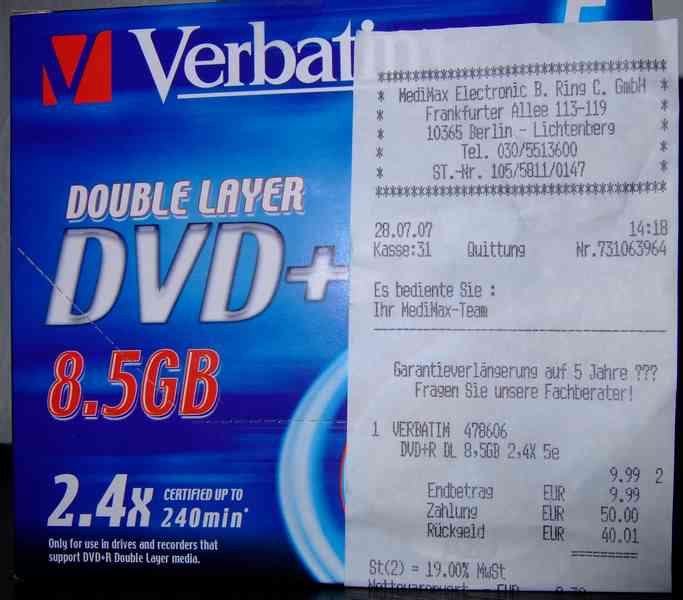 Verbatim
DOUBLE LAYER
DVD+
8.5GB
2.4x CERTIFIED UP TO
240min*
Only for use in drives and recorders that
support DVD+R Double Layer media.
************************************
* MediMax Electronic B. Ring C. GmbH *
* Frankfurter Allee 113-119 *
* 10365 Berlin - Lichtenberg *
* Tel. 030/5513600 *
* ST.-Nr. 105/5811/0147 *
************************************
28.07.07 14:18
Kasse:31 Quittung Nr.731063964
Es bediente Sie :
Ihr MediMax-Team
Garantieverlängerung auf 5 Jahre ???
Fragen Sie unsere Fachberater!
1 VERBATIM 478606
DVD+R DL 8,5GB 2,4X 5e
9.99 2
Endbetrag EUR 9.99
Zahlung EUR 50.00
Rückgeld EUR 40.01
St(2) = 19.00% MwSt